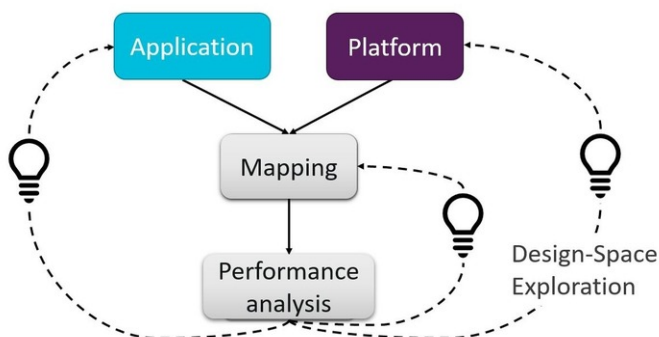 Application
Platform
Mapping
Performance
analysis
Design-Space
Exploration